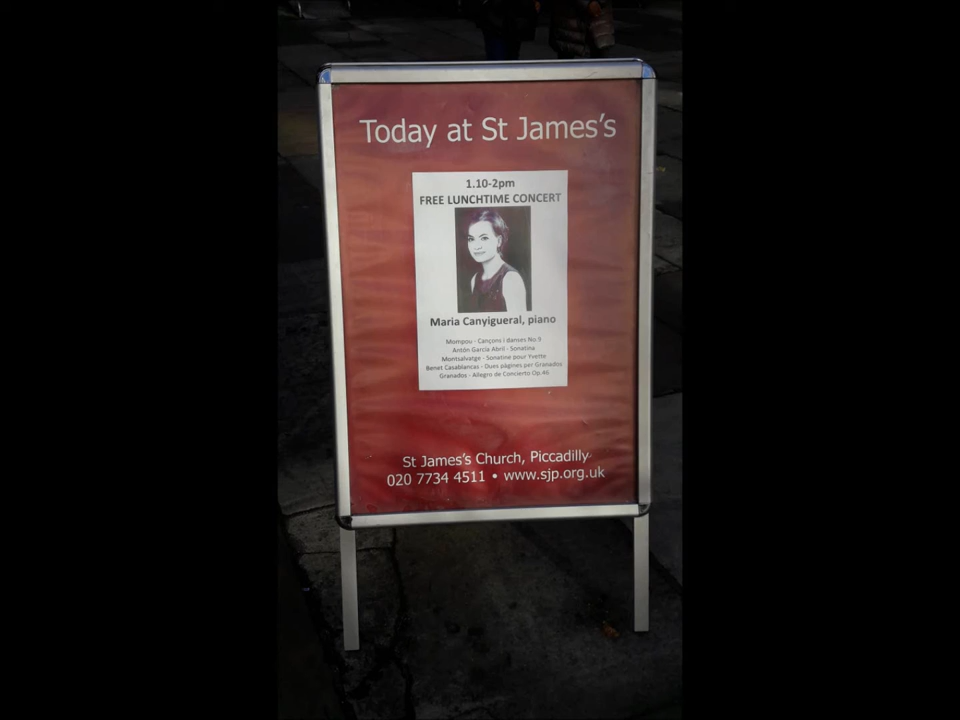 Today at St James's
1.10-2pm
FREE LUNCHTIME CONCERT
Maria Canyigueral, piano
Mompou - Cançons i danses No.9
Antón García Abril - Sonatina
Montsalvatge - Sonatine pour Yvette
Benet Casablancas - Dues pàgines per Granados
Granados - Allegro de Concierto Op.46
St James's Church, Piccadilly
020 7734 4511 • www.sjp.org.uk